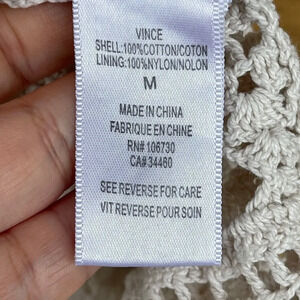 VINCE
SHELL:100%COTTON/COTON
LINING:100%NYLON/NOLON
M
MADE IN CHINA
FABRIQUE EN CHINE
RN# 106730
CA# 34460
SEE REVERSE FOR CARE
VIT REVERSE POUR SOIN